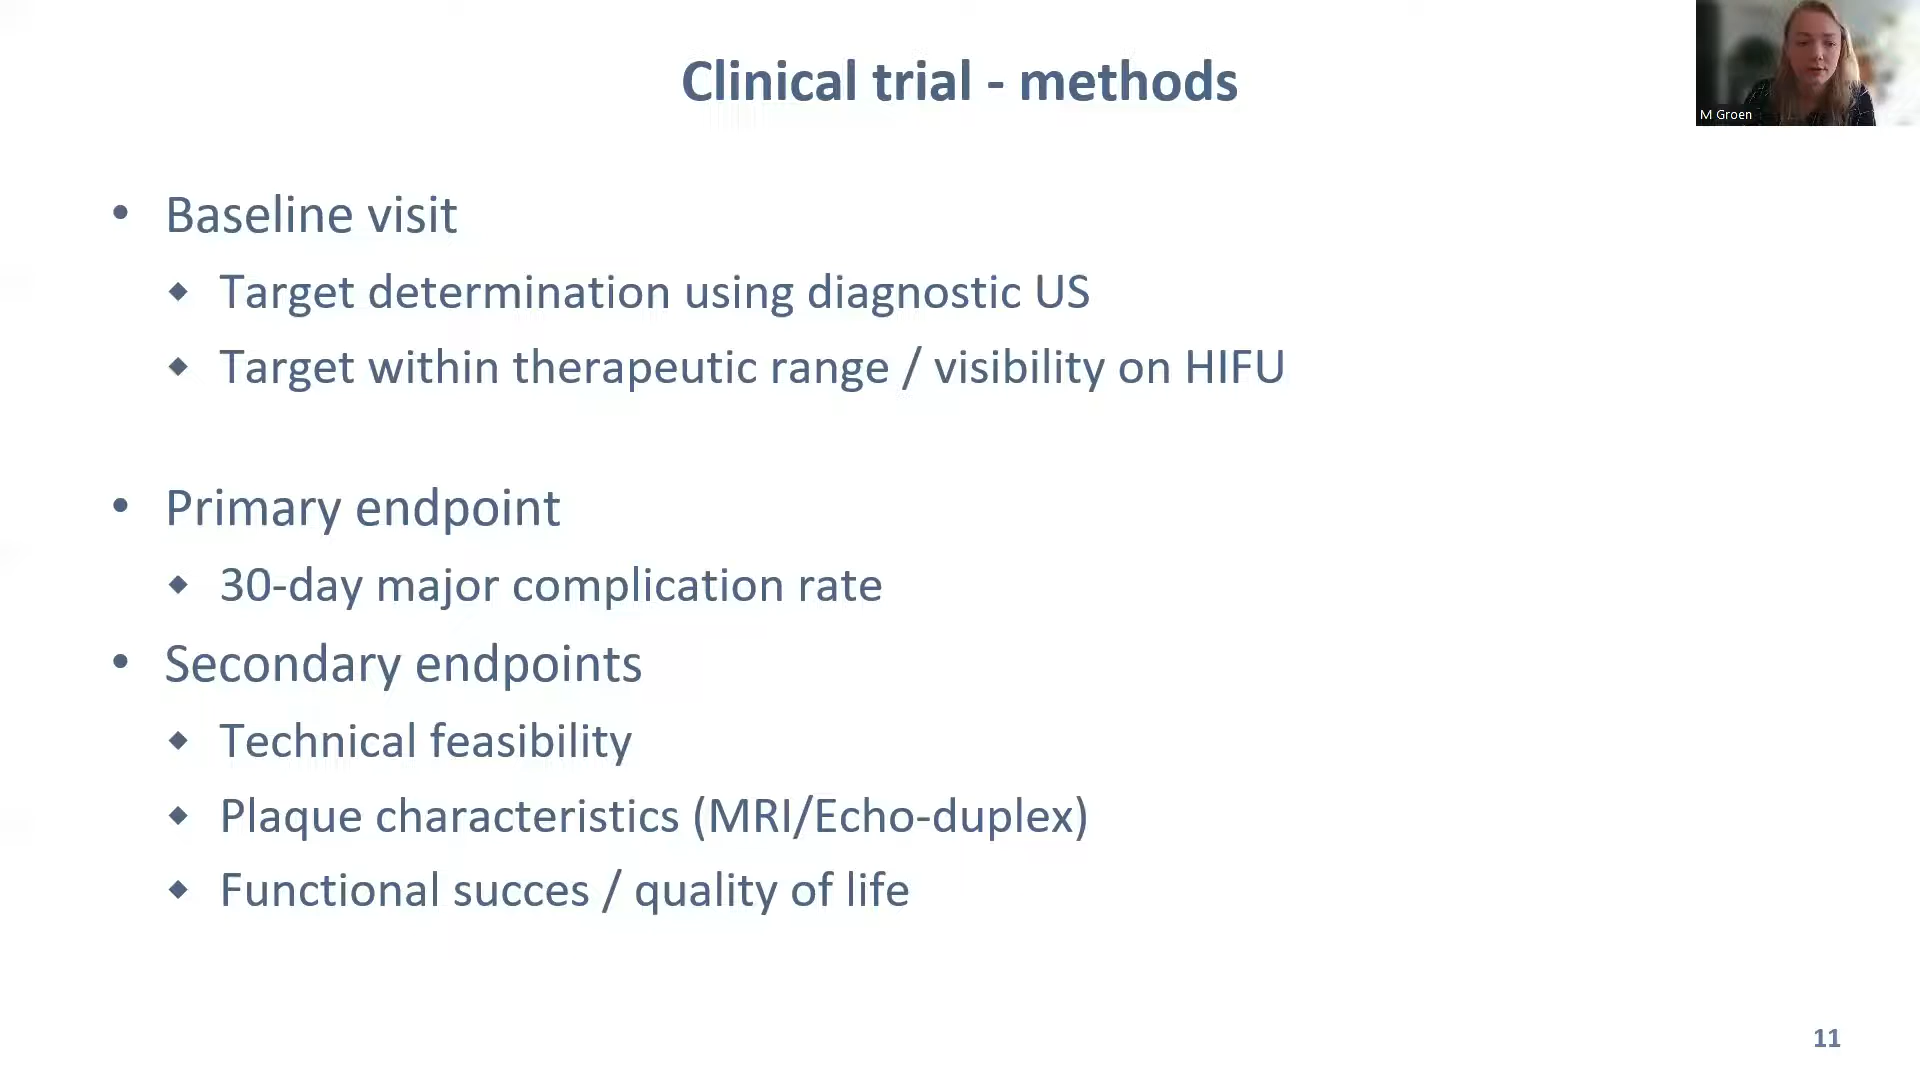 Clinical trial - methods
M Groen
• Baseline visit
◆ Target determination using diagnostic US
◆ Target within therapeutic range / visibility on HIFU
• Primary endpoint
◆ 30-day major complication rate
• Secondary endpoints
◆ Technical feasibility
◆ Plaque characteristics (MRI/Echo-duplex)
◆ Functional succes / quality of life
11